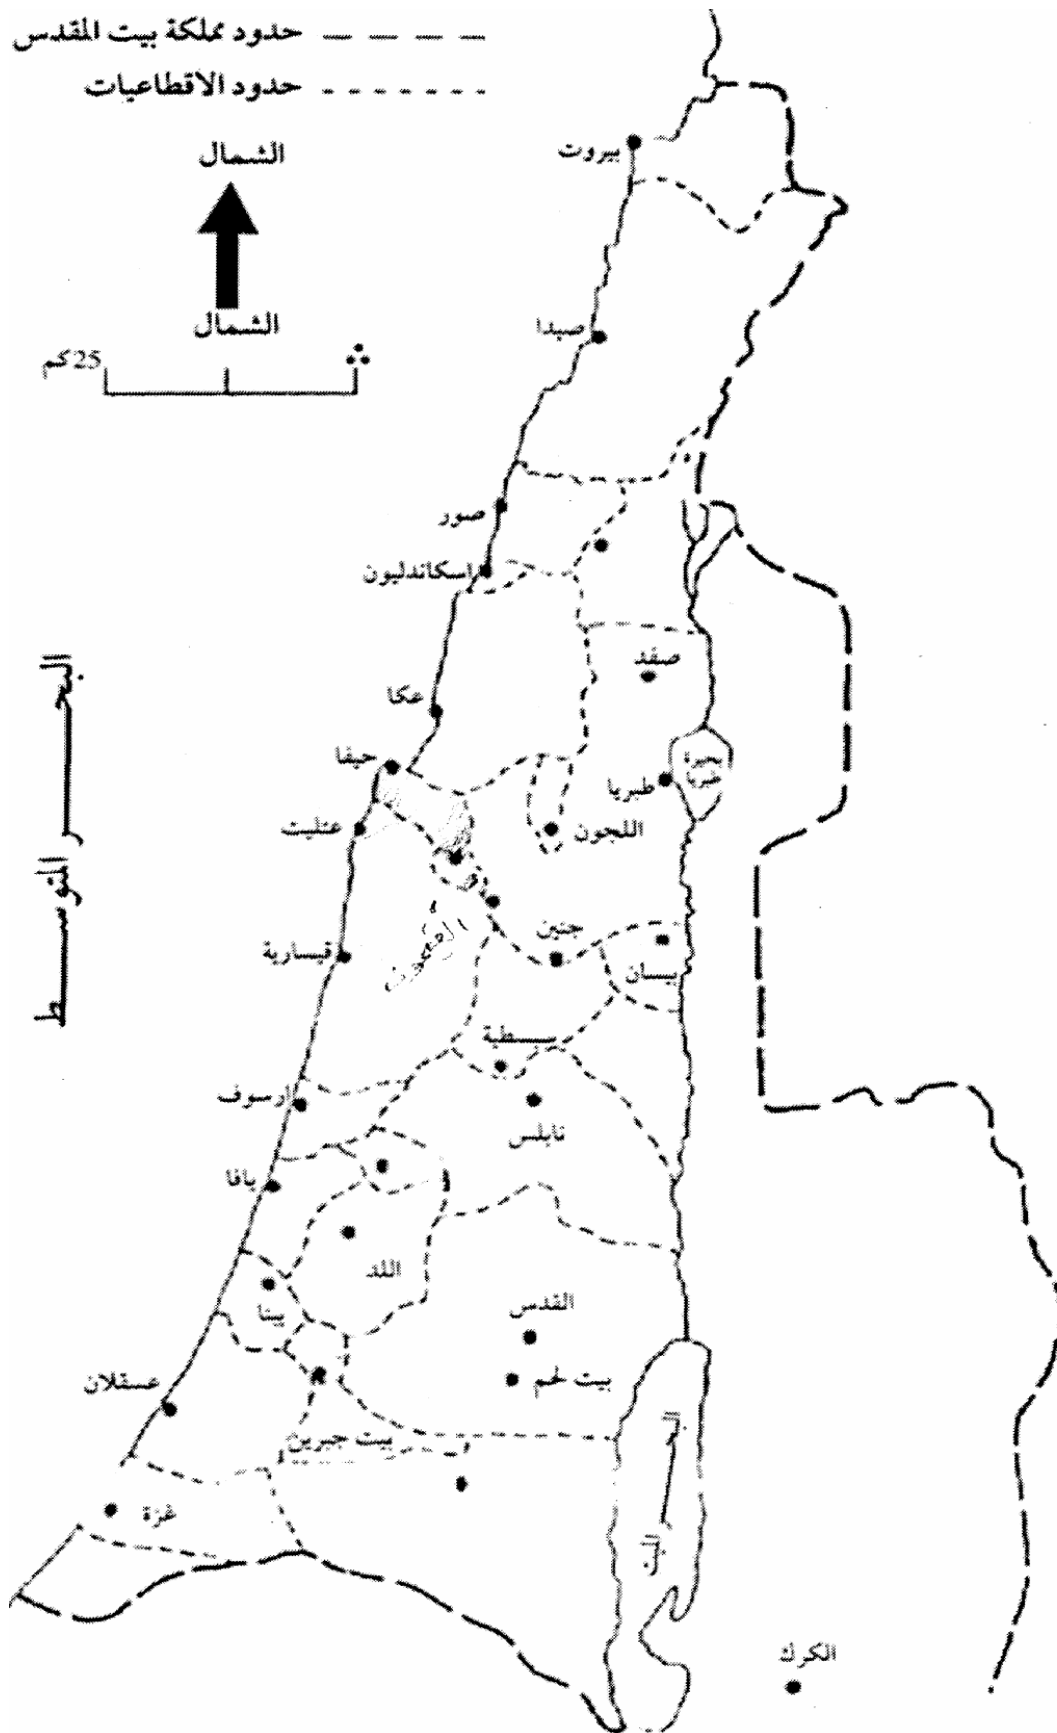 حدود مملكة بيت المقدس
حدود الاقطاعيات
الشمال
الشمال
25كم
بيروت
صيدا
صور
اسكاندليون
صفد
عكا
حيفا
بحيرة
طبريا
طبريا
عتليت
اللجون
البحر المتوسط
جنين
قيسارية
بيسان
سبسطية
ارسوف
نابلس
يافا
اللد
القدس
يبنا
بيت لحم
عسقلان
بيت جبرين
غزة
الكرك